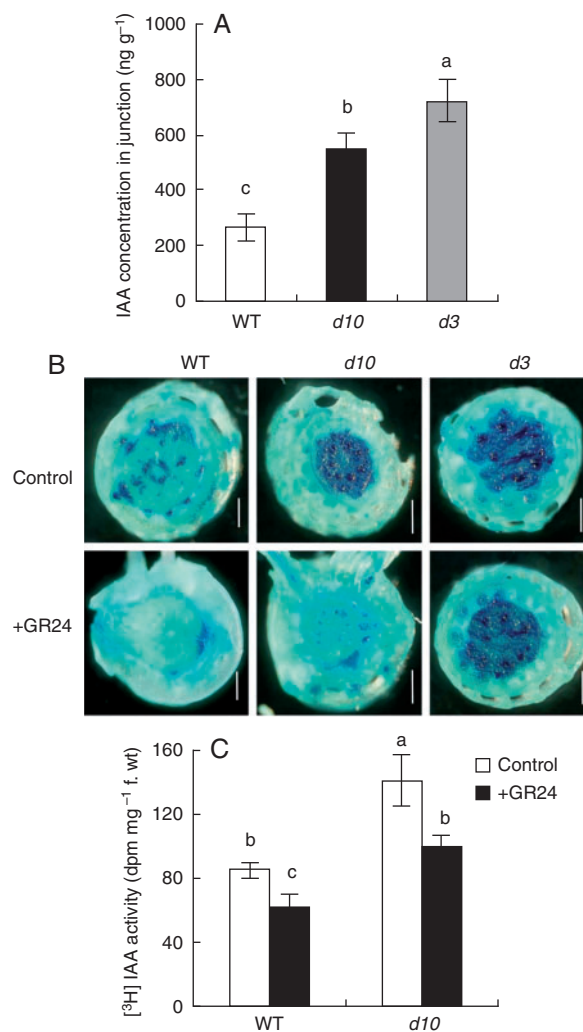 A
IAA concentration in junction (ng g⁻¹)
1000
800
600
400
200
0
c
b
a
WT
d10
d3
B
WT
d10
d3
Control
+GR24
C
[³H] IAA activity (dpm mg⁻¹ f. wt)
160
120
80
40
0
b
c
a
b
Control
+GR24
WT
d10